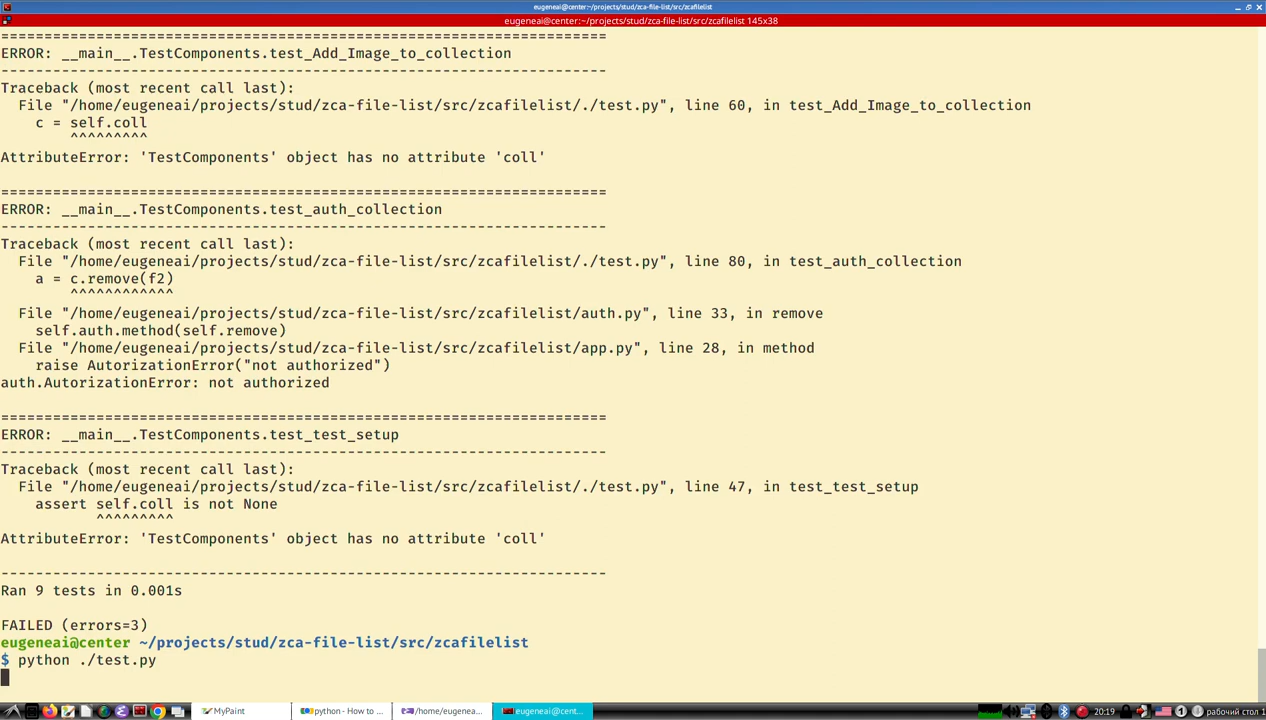 eugeneai@center:~/projects/stud/zca-file-list/src/zcafilelist
eugeneai@center:~/projects/stud/zca-file-list/src/zcafilelist 145x38
======================================================================
ERROR: __main__.TestComponents.test_Add_Image_to_collection
----------------------------------------------------------------------
Traceback (most recent call last):
  File "/home/eugeneai/projects/stud/zca-file-list/src/zcafilelist/./test.py", line 60, in test_Add_Image_to_collection
    c = self.coll
        ^^^^^^^^^
AttributeError: 'TestComponents' object has no attribute 'coll'
======================================================================
ERROR: __main__.TestComponents.test_auth_collection
----------------------------------------------------------------------
Traceback (most recent call last):
  File "/home/eugeneai/projects/stud/zca-file-list/src/zcafilelist/./test.py", line 80, in test_auth_collection
    a = c.remove(f2)
        ^^^^^^^^^^^^
  File "/home/eugeneai/projects/stud/zca-file-list/src/zcafilelist/auth.py", line 33, in remove
    self.auth.method(self.remove)
  File "/home/eugeneai/projects/stud/zca-file-list/src/zcafilelist/app.py", line 28, in method
    raise AutorizationError("not authorized")
auth.AutorizationError: not authorized
======================================================================
ERROR: __main__.TestComponents.test_test_setup
----------------------------------------------------------------------
Traceback (most recent call last):
  File "/home/eugeneai/projects/stud/zca-file-list/src/zcafilelist/./test.py", line 47, in test_test_setup
    assert self.coll is not None
           ^^^^^^^^^
AttributeError: 'TestComponents' object has no attribute 'coll'
----------------------------------------------------------------------
Ran 9 tests in 0.001s
FAILED (errors=3)
eugeneai@center ~/projects/stud/zca-file-list/src/zcafilelist
$ python ./test.py
MyPaint
python - How to ...
/home/eugenea...
eugeneai@cent...
20:19
1
рабочий стол 1